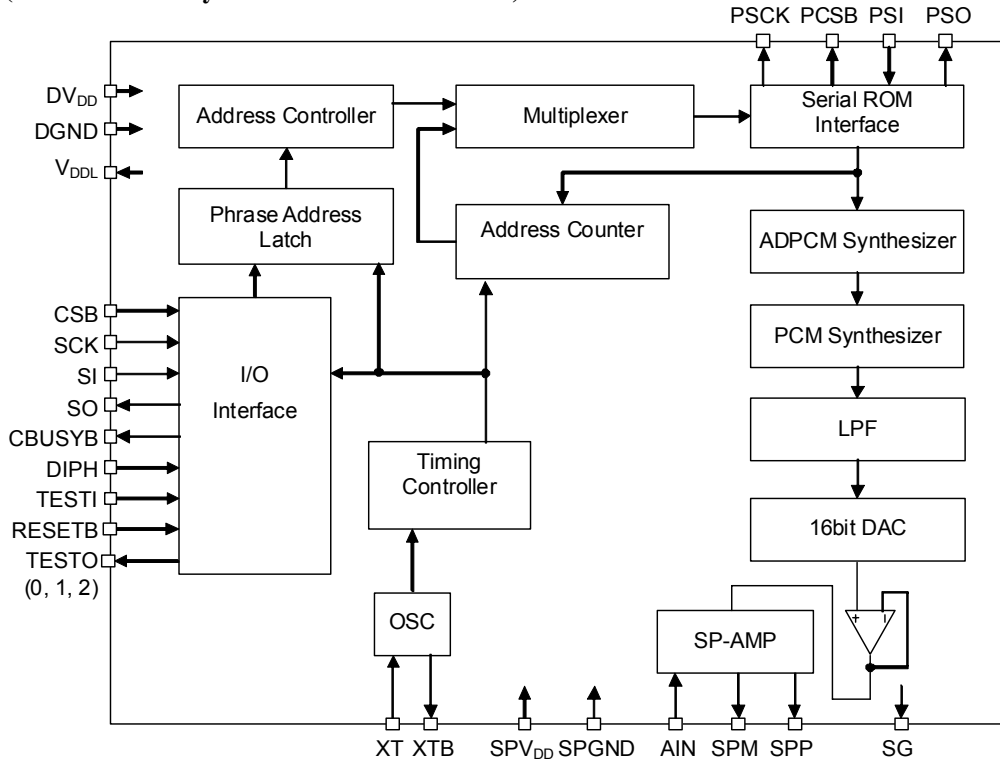 PSCK PCSB PSI PSO
DVDD
DGND
VDDL
Address Controller
Multiplexer
Serial ROM
Interface
Phrase Address
Latch
Address Counter
ADPCM Synthesizer
PCM Synthesizer
LPF
16bit DAC
CSB
SCK
SI
SO
CBUSYB
DIPH
TESTI
RESETB
TESTO
(0, 1, 2)
I/O
Interface
Timing
Controller
OSC
SP-AMP
+ -
XT XTB SPVDD SPGND AIN SPM SPP SG